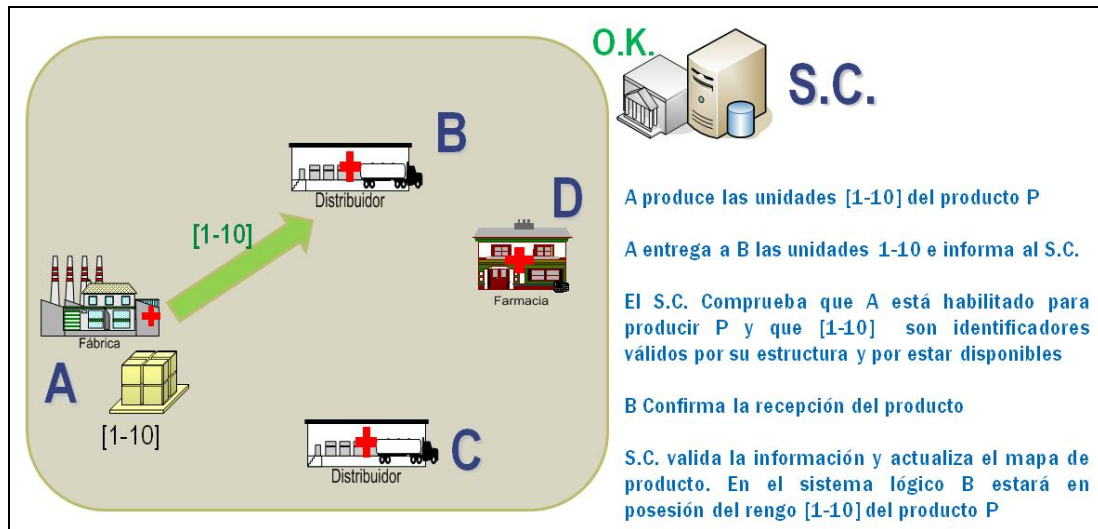 O.K.
S.C.
B
Distribuidor
D
[1-10]
Farmacia
Fábrica
A
[1-10]
Distribuidor
C
A produce las unidades [1-10] del producto P
A entrega a B las unidades 1-10 e informa al S.C.
El S.C. Comprueba que A está habilitado para
producir P y que [1-10] son identificadores
válidos por su estructura y por estar disponibles
B Confirma la recepción del producto
S.C. valida la información y actualiza el mapa de
producto. En el sistema lógico B estará en
posesión del rengo [1-10] del producto P